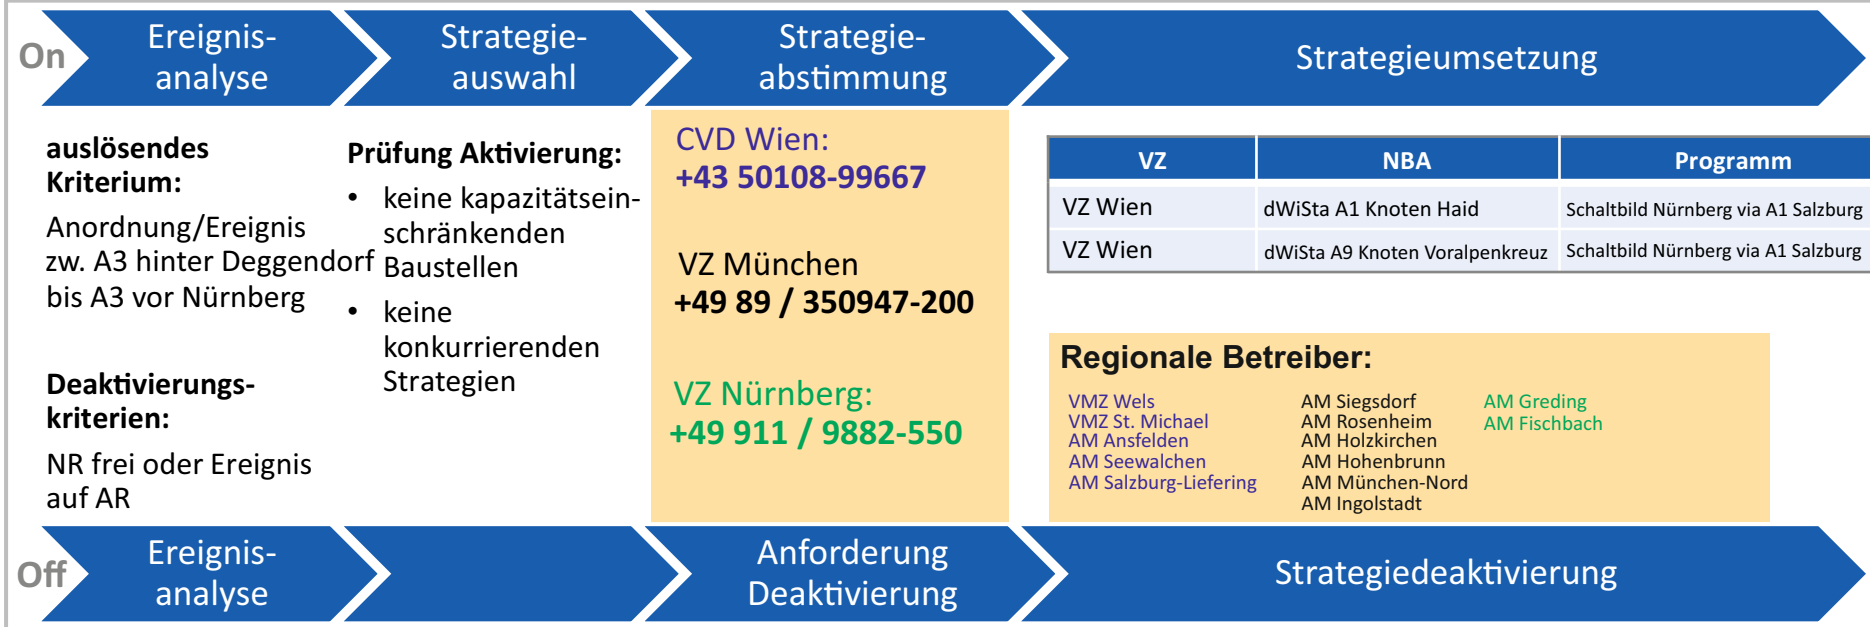 On
Ereignis-
analyse
Strategie-
auswahl
Strategie-
abstimmung
Strategieumsetzung
auslösendes
Kriterium:
Anordnung/Ereignis
zw. A3 hinter Deggendorf
bis A3 vor Nürnberg
Deaktivierungs-
kriterien:
NR frei oder Ereignis
auf AR
Prüfung Aktivierung:
• keine kapazitätsein-
schränkenden
Baustellen
• keine
konkurrierenden
Strategien
CVD Wien:
+43 50108-99667
VZ München
+49 89 / 350947-200
VZ Nürnberg:
+49 911 / 9882-550
VZ NBA Programm
VZ Wien dWiSta A1 Knoten Haid Schaltbild Nürnberg via A1 Salzburg
VZ Wien dWiSta A9 Knoten Voralpenkreuz Schaltbild Nürnberg via A1 Salzburg
Regionale Betreiber:
VMZ Wels
VMZ St. Michael
AM Ansfelden
AM Seewalchen
AM Salzburg-Liefering
AM Siegsdorf
AM Rosenheim
AM Holzkirchen
AM Hohenbrunn
AM München-Nord
AM Ingolstadt
AM Greding
AM Fischbach
Off
Ereignis-
analyse
Anforderung
Deaktivierung
Strategiedeaktivierung